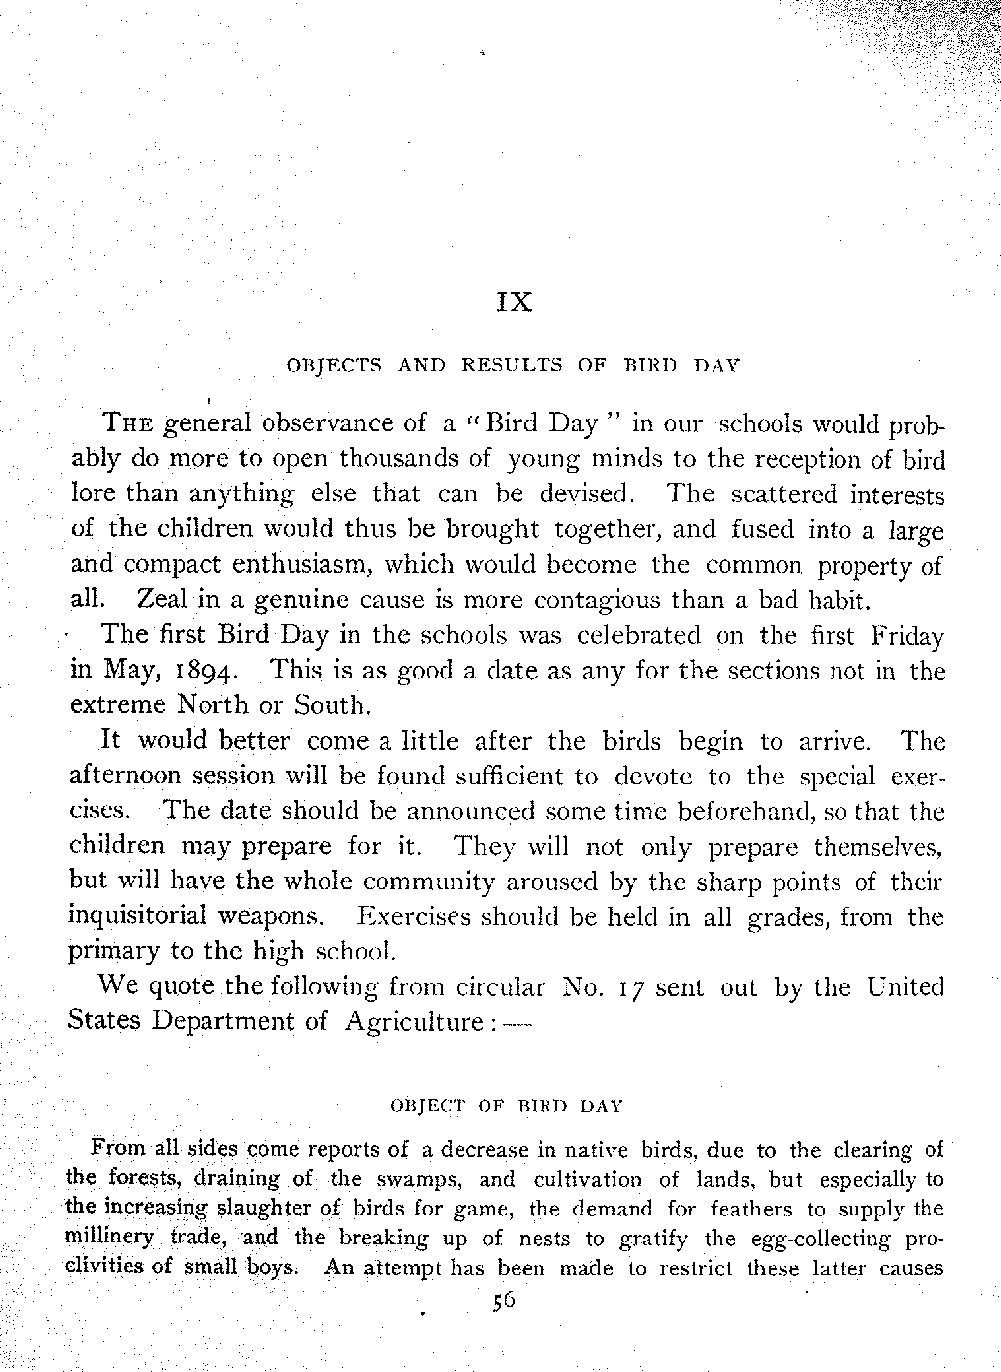 IX
OBJECTS AND RESULTS OF BIRD DAY
THE general observance of a "Bird Day" in our schools would prob-
ably do more to open thousands of young minds to the reception of bird
lore than anything else that can be devised. The scattered interests
of the children would thus be brought together, and fused into a large
and compact enthusiasm, which would become the common property of
all. Zeal in a genuine cause is more contagious than a bad habit.
The first Bird Day in the schools was celebrated on the first Friday
in May, 1894. This is as good a date as any for the sections not in the
extreme North or South.
It would better come a little after the birds begin to arrive. The
afternoon session will be found sufficient to devote to the special exer-
cises. The date should be announced some time beforehand, so that the
children may prepare for it. They will not only prepare themselves,
but will have the whole community aroused by the sharp points of their
inquisitorial weapons. Exercises should be held in all grades, from the
primary to the high school.
We quote the following from circular No. 17 sent out by the United
States Department of Agriculture: —
OBJECT OF BIRD DAY
From all sides come reports of a decrease in native birds, due to the clearing of
the forests, draining of the swamps, and cultivation of lands, but especially to
the increasing slaughter of birds for game, the demand for feathers to supply the
millinery trade, and the breaking up of nests to gratify the egg-collecting pro-
clivities of small boys. An attempt has been made to restrict these latter causes
56